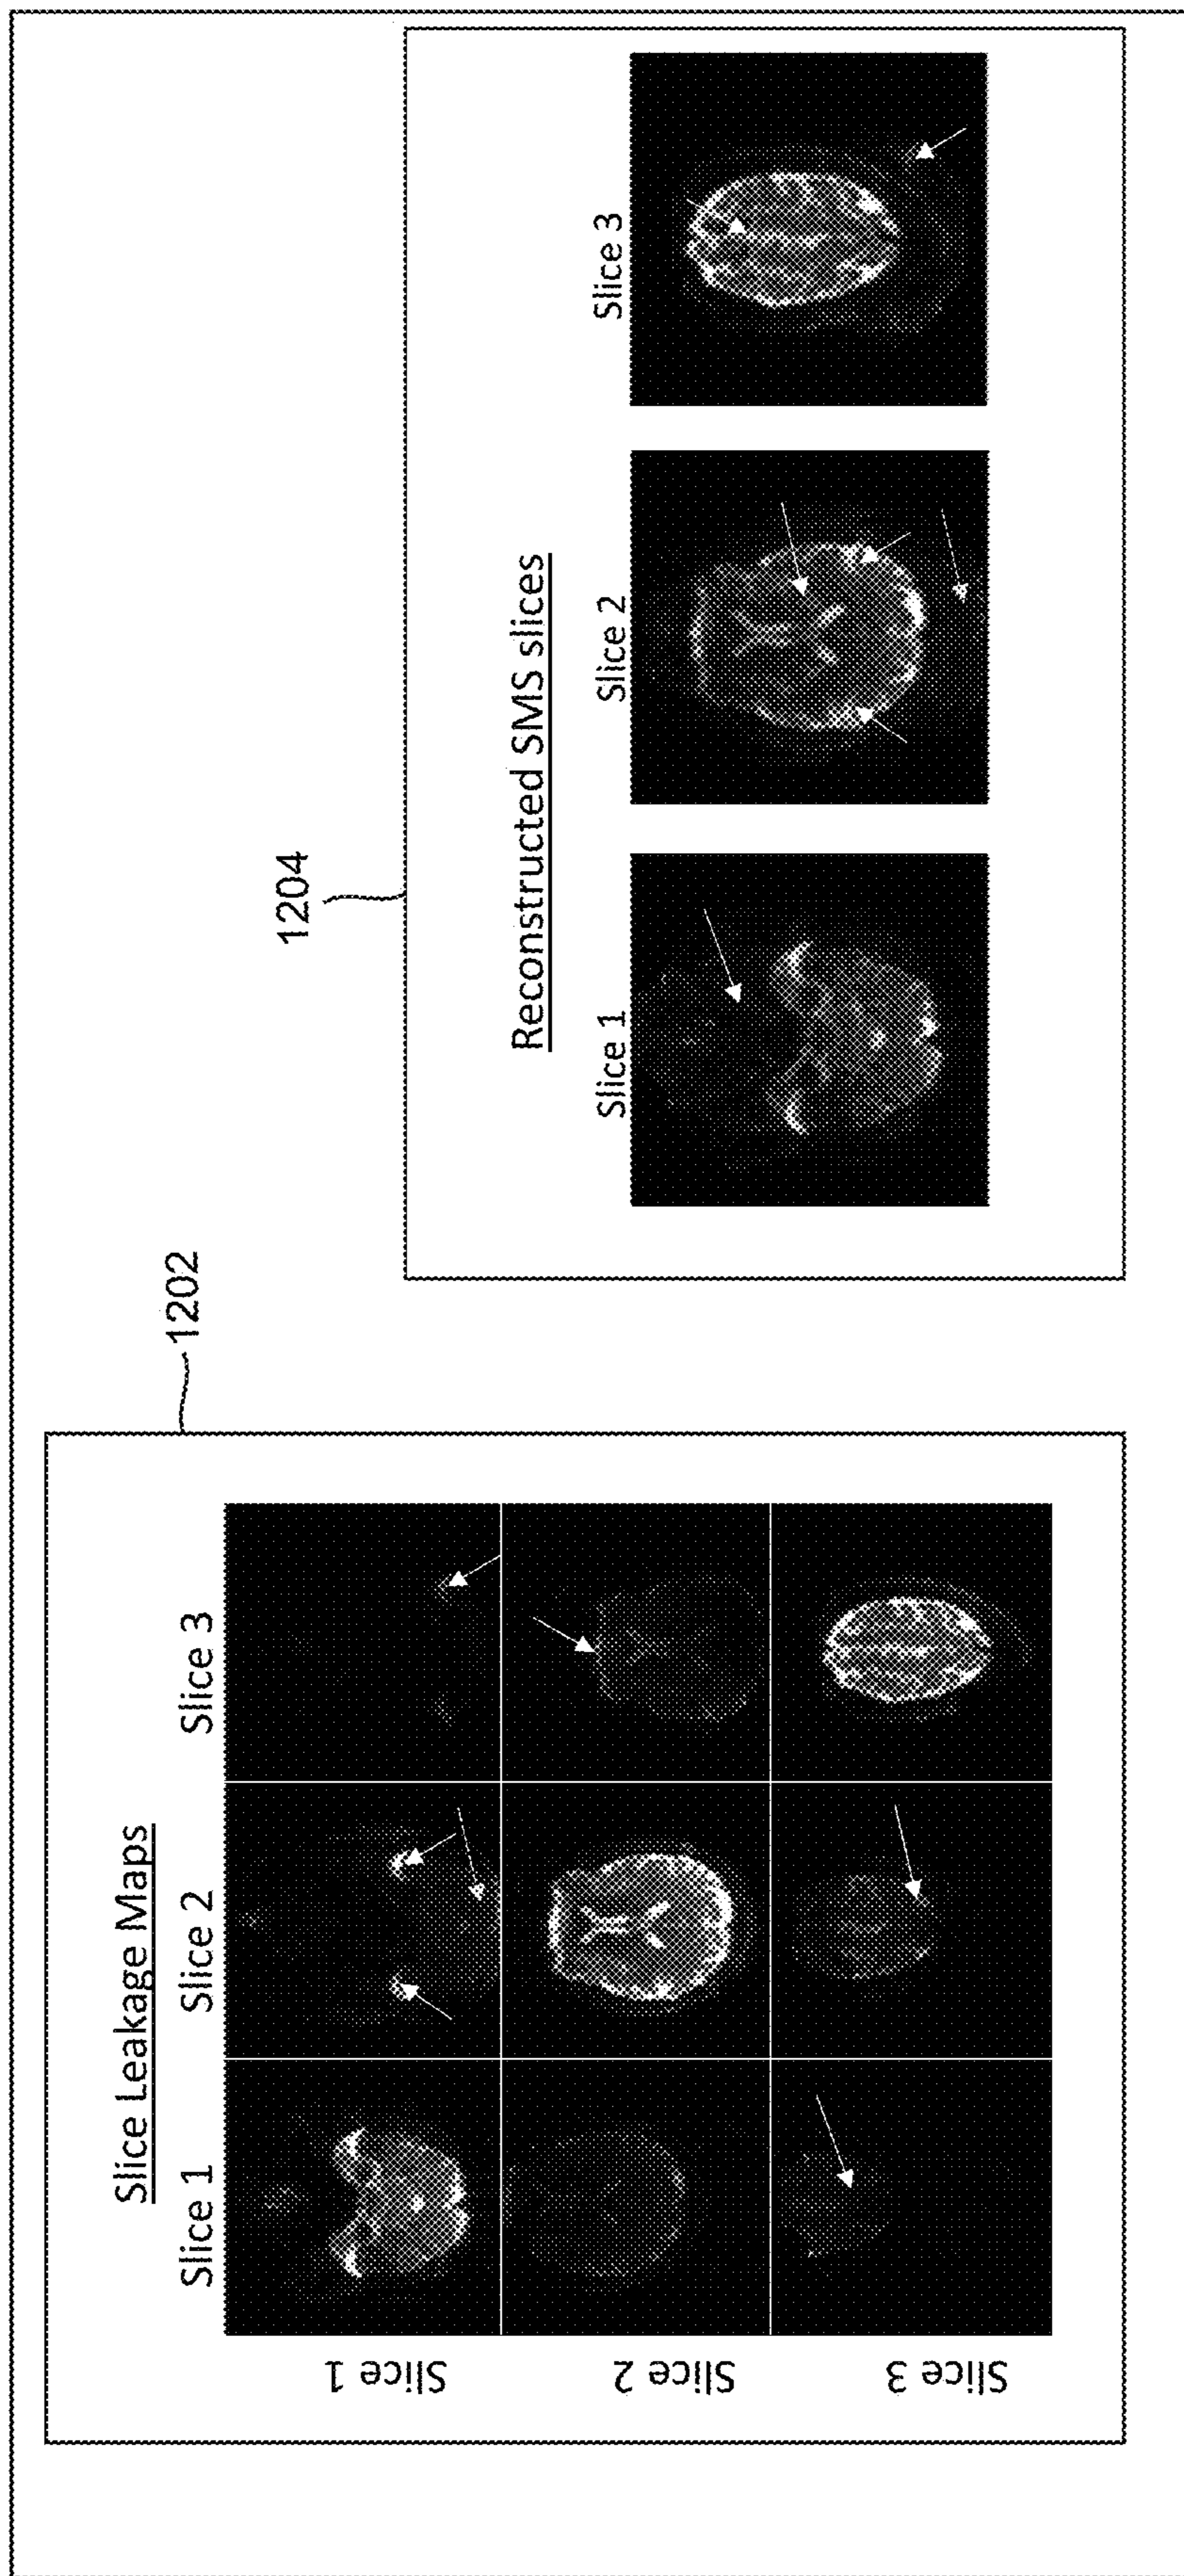 1202
Slice Leakage Maps
Slice 1 Slice 2 Slice 3
Slice 1
Slice 2
Slice 3
1204
Reconstructed SMS slices
Slice 1 Slice 2 Slice 3